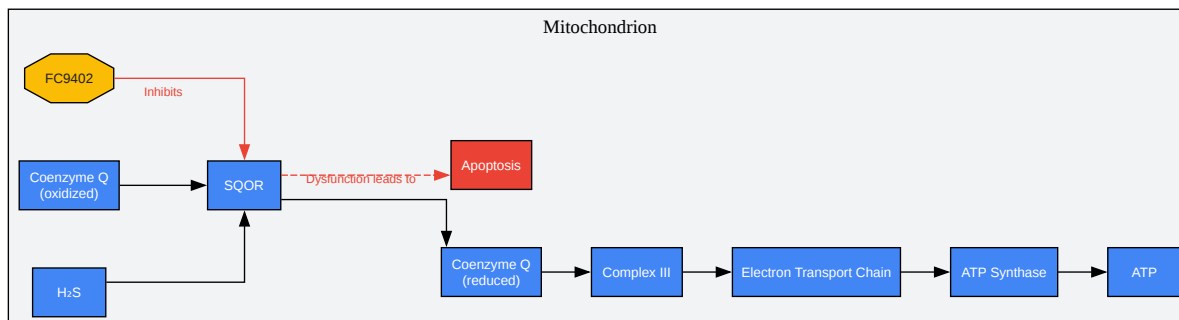 Mitochondrion
FC9402
Inhibits
Coenzyme Q
(oxidized)
SQOR
Dysfunction leads to
Apoptosis
H₂S
Coenzyme Q
(reduced)
Complex III
Electron Transport Chain
ATP Synthase
ATP